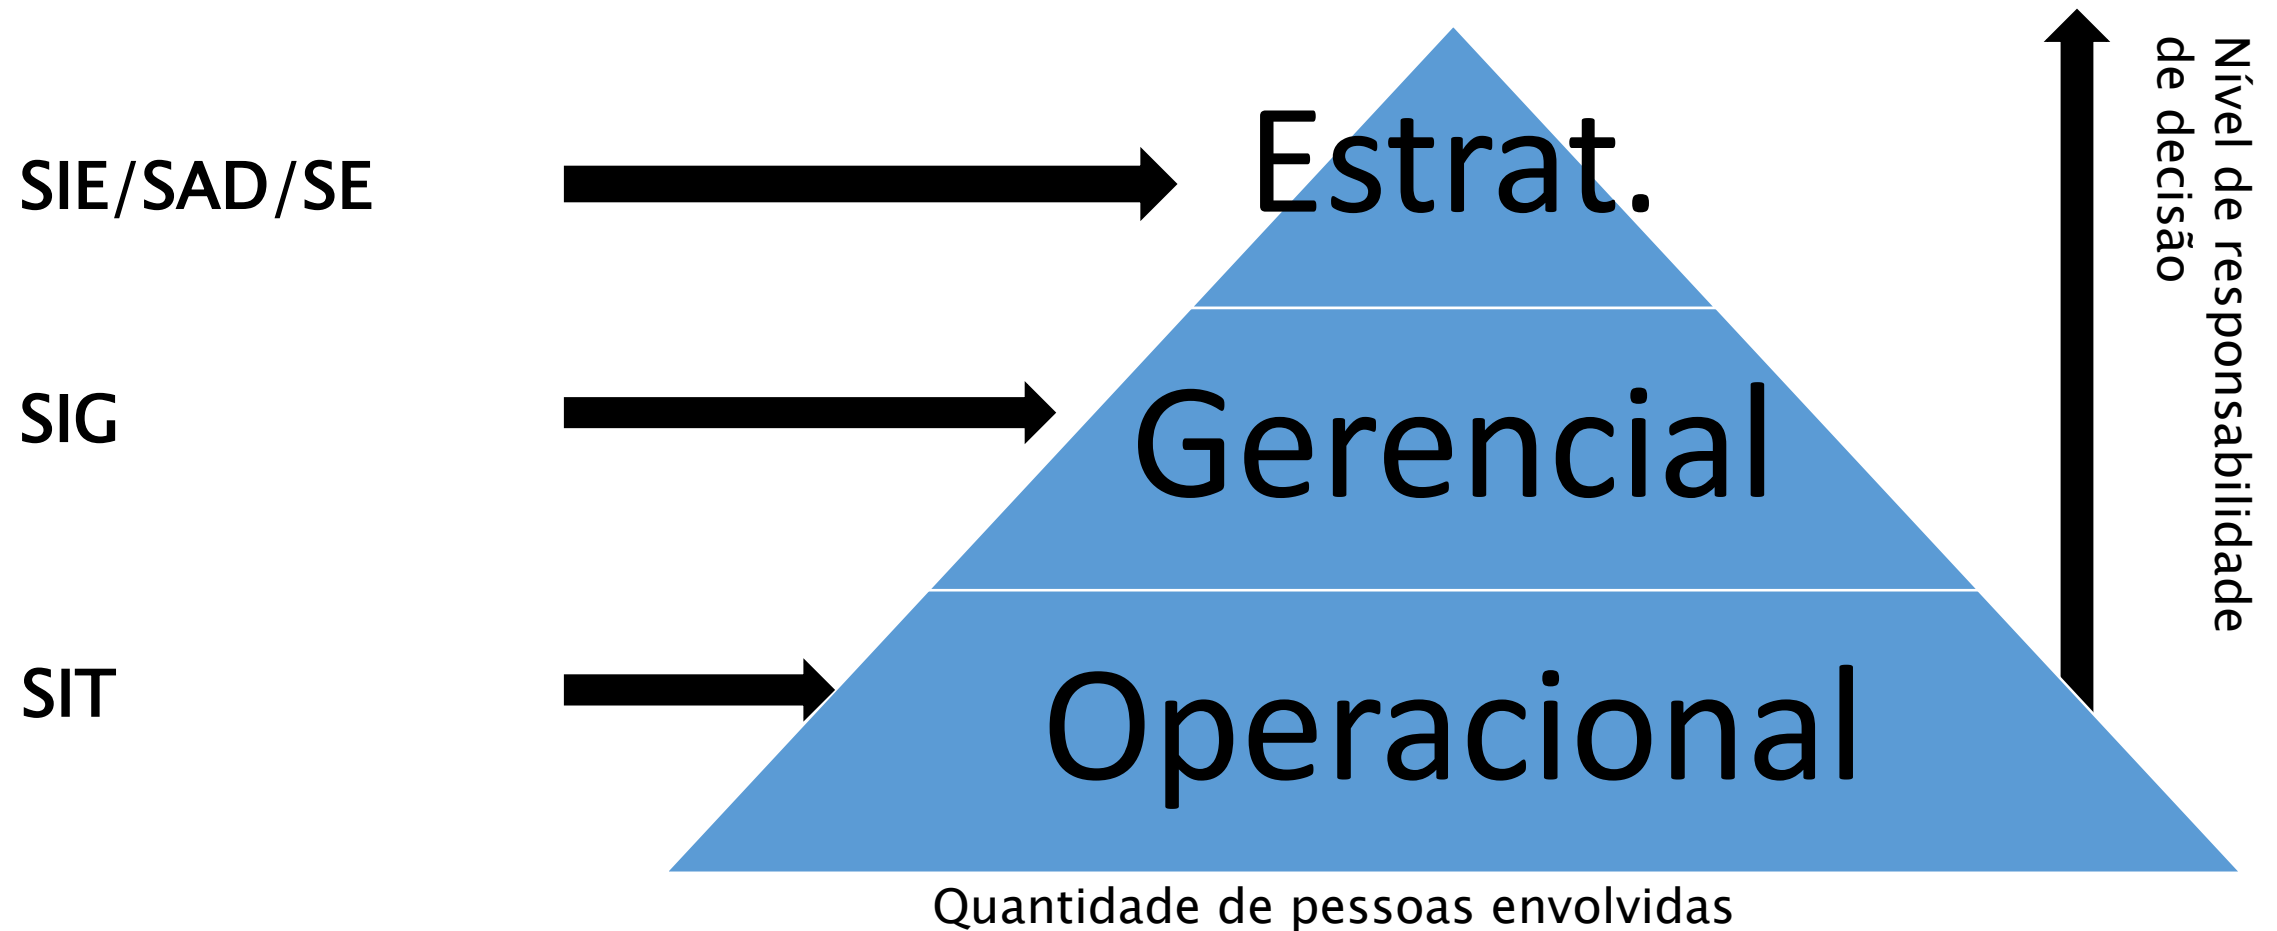 SIE/SAD/SE
Estrat.
SIG
Gerencial
SIT
Operacional
Quantidade de pessoas envolvidas
Nível de responsabilidade
de decisão